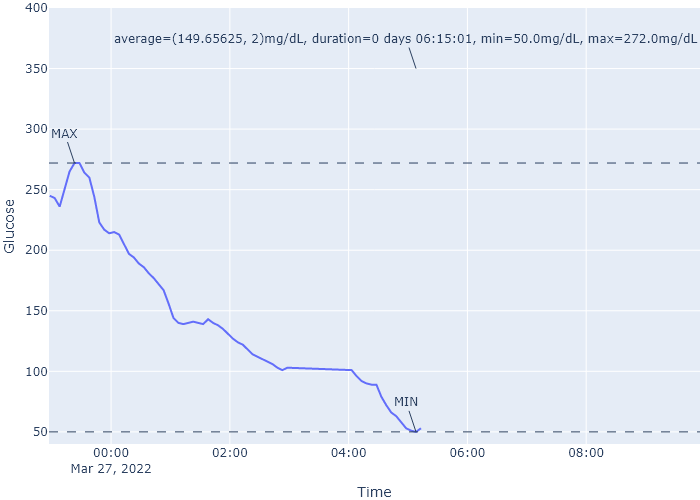 400
average=(149.65625, 2)mg/dL, duration=0 days 06:15:01, min=50.0mg/dL, max=272.0mg/dL
350
300
MAX
250
Glucose
200
150
100
MIN
50
00:00 02:00 04:00 06:00 08:00
Mar 27, 2022
Time